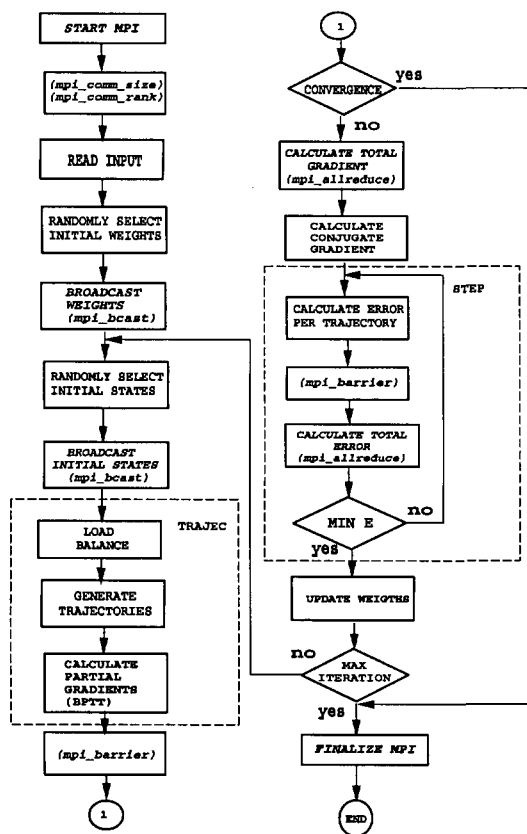 START MPI
(mpi_comm_size)
(mpi_comm_rank)
READ INPUT
RANDOMLY SELECT
INITIAL WEIGHTS
BROADCAST
WEIGHTS
(mpi_bcast)
RANDOMLY SELECT
INITIAL STATES
BROADCAST
INITIAL STATES
(mpi_bcast)
TRAJEC
LOAD
BALANCE
GENERATE
TRAJECTORIES
CALCULATE
PARTIAL
GRADIENTS
(BPTT)
(mpi_barrier)
1
1
CONVERGENCE
yes
no
CALCULATE TOTAL
GRADIENT
(mpi_allreduce)
CALCULATE
CONJUGATE
GRADIENT
STEP
CALCULATE ERROR
PER TRAJECTORY
(mpi_barrier)
CALCULATE TOTAL
ERROR
(mpi_allreduce)
MIN E
no
yes
UPDATE WEIGTHS
no
MAX
ITERATION
yes
FINALIZE MPI
END